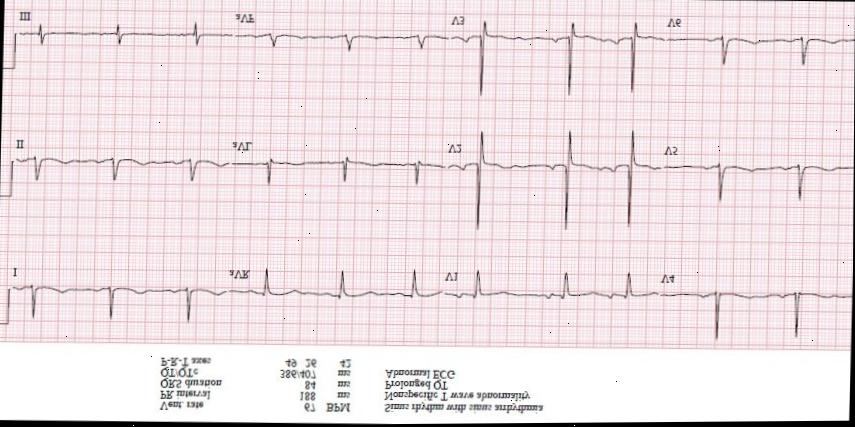 Vent. rate 67 BPM Sinus rhythm with sinus arrhythmia
PR interval 188 ms Nonspecific T wave abnormality
QRS duration 84 ms Prolonged QT
QT/QTc 386/407 ms Abnormal ECG
P-R-T axes 49 26 42
I aVR V1 V4
II aVL V2 V5
III aVF V3 V6